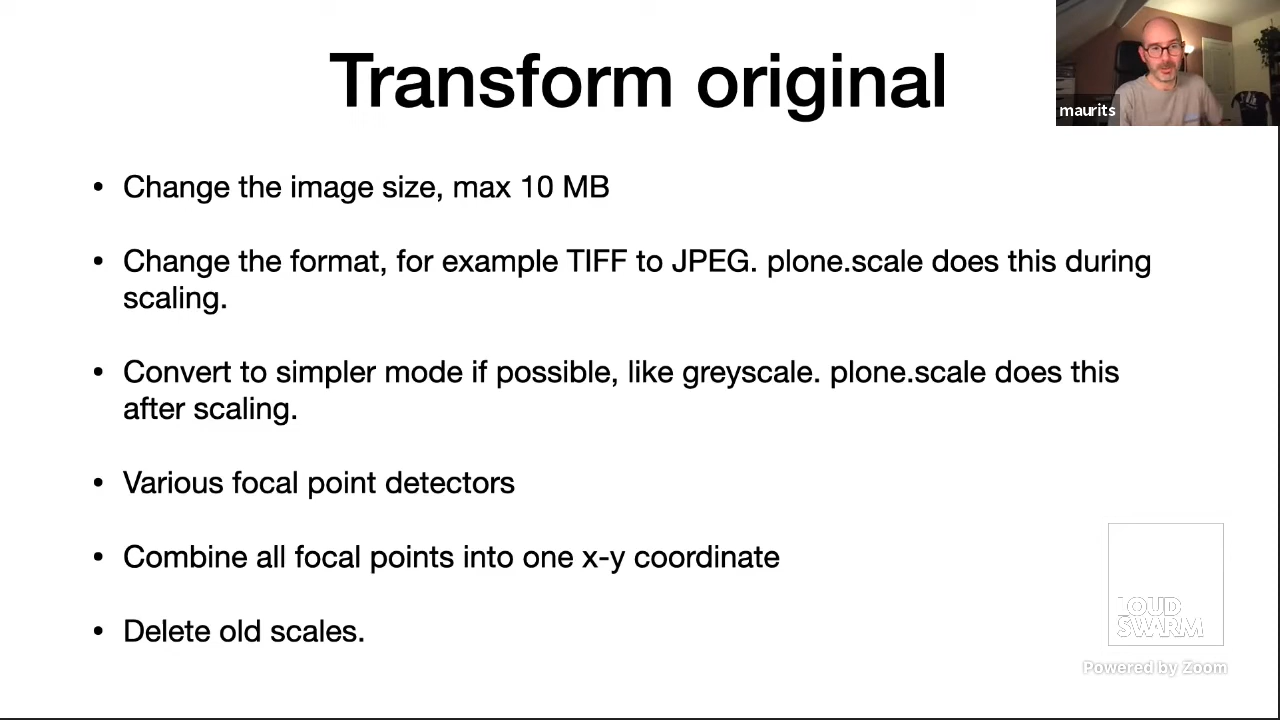 Transform original
maurits
• Change the image size, max 10 MB
• Change the format, for example TIFF to JPEG. plone.scale does this during
scaling.
• Convert to simpler mode if possible, like greyscale. plone.scale does this
after scaling.
• Various focal point detectors
• Combine all focal points into one x-y coordinate
• Delete old scales.
LOUD
SWARM
Powered by Zoom